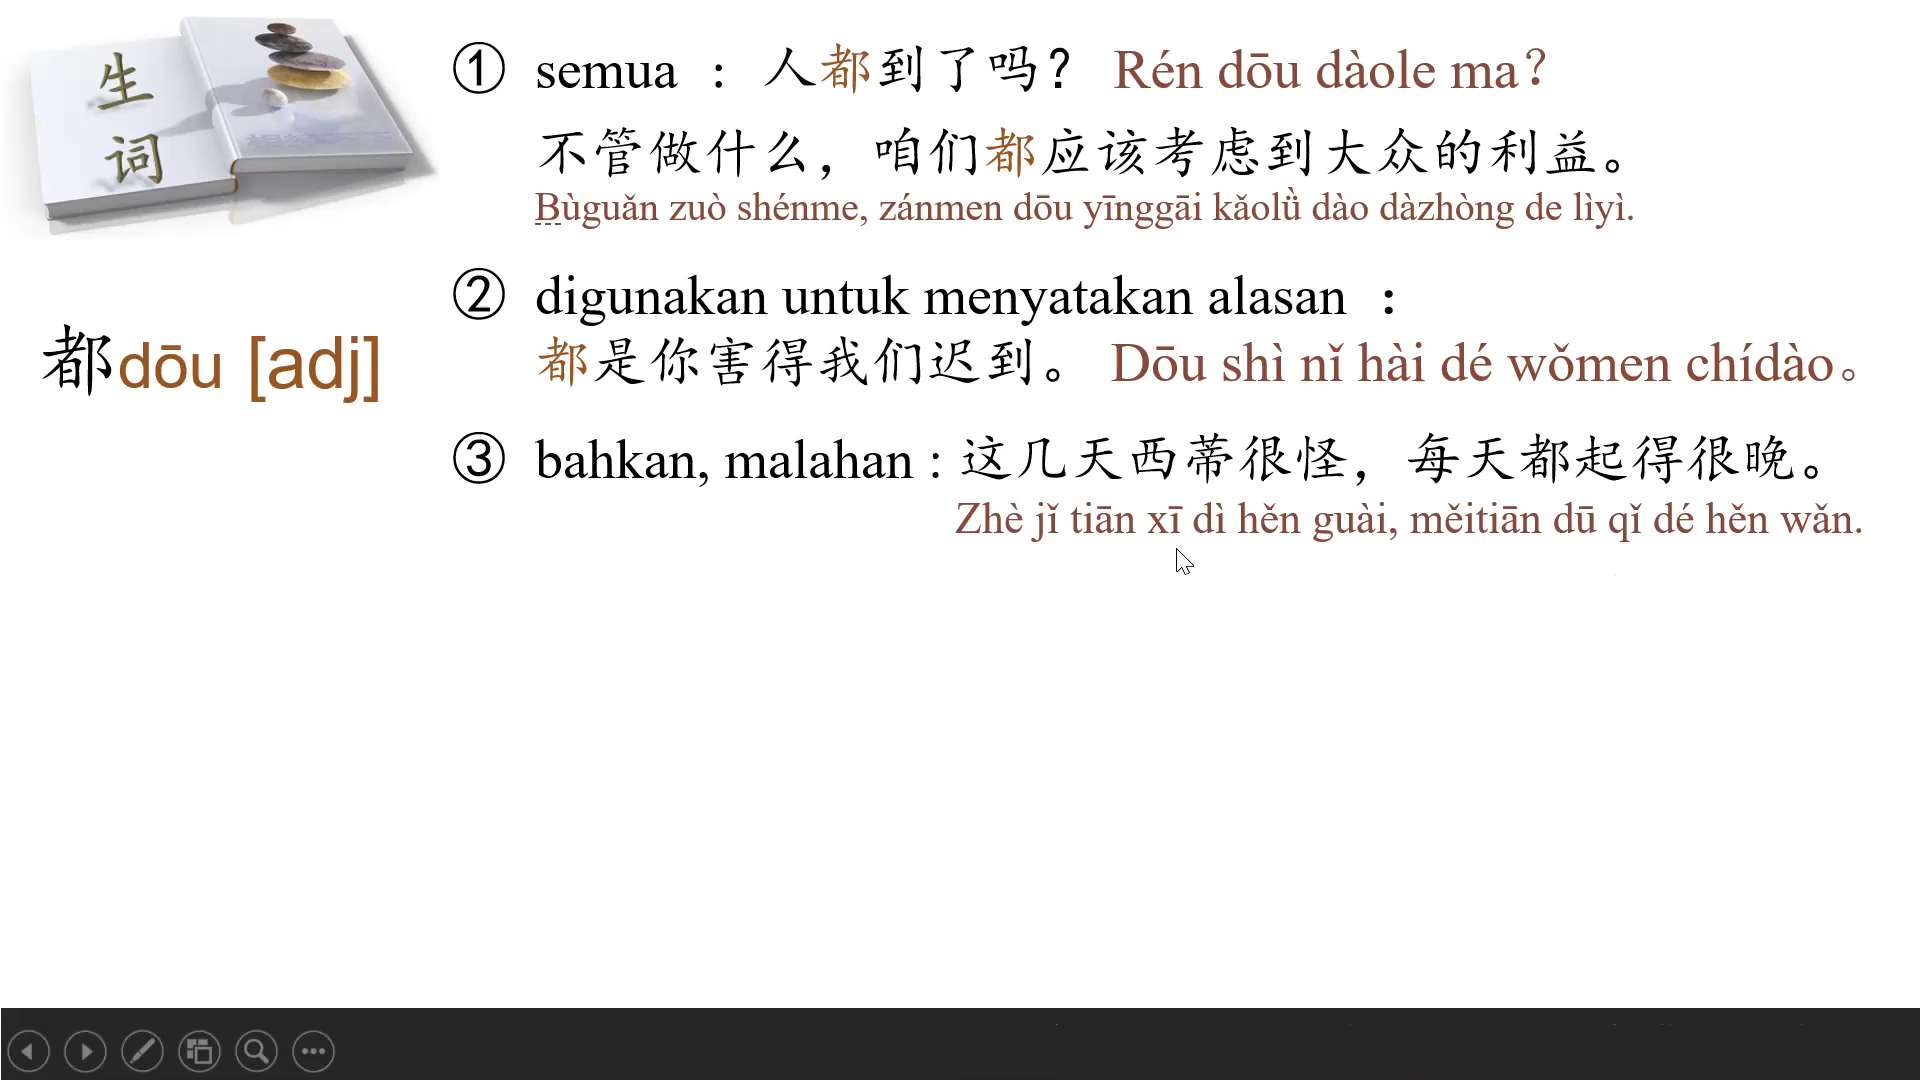 生词
① semua ：人都到了吗？ Rén dōu dàole ma？
不管做什么，咱们都应该考虑到大众的利益。
Bùguǎn zuò shénme, zánmen dōu yīnggāi kǎolǜ dào dàzhòng de lìyì.
都dōu [adj]
② digunakan untuk menyatakan alasan ：
都是你害得我们迟到。 Dōu shì nǐ hài dé wǒmen chídào。
③ bahkan, malahan : 这几天西蒂很怪，每天都起得很晚。
Zhè jǐ tiān xī dì hěn guài, měitiān dū qǐ dé hěn wǎn.